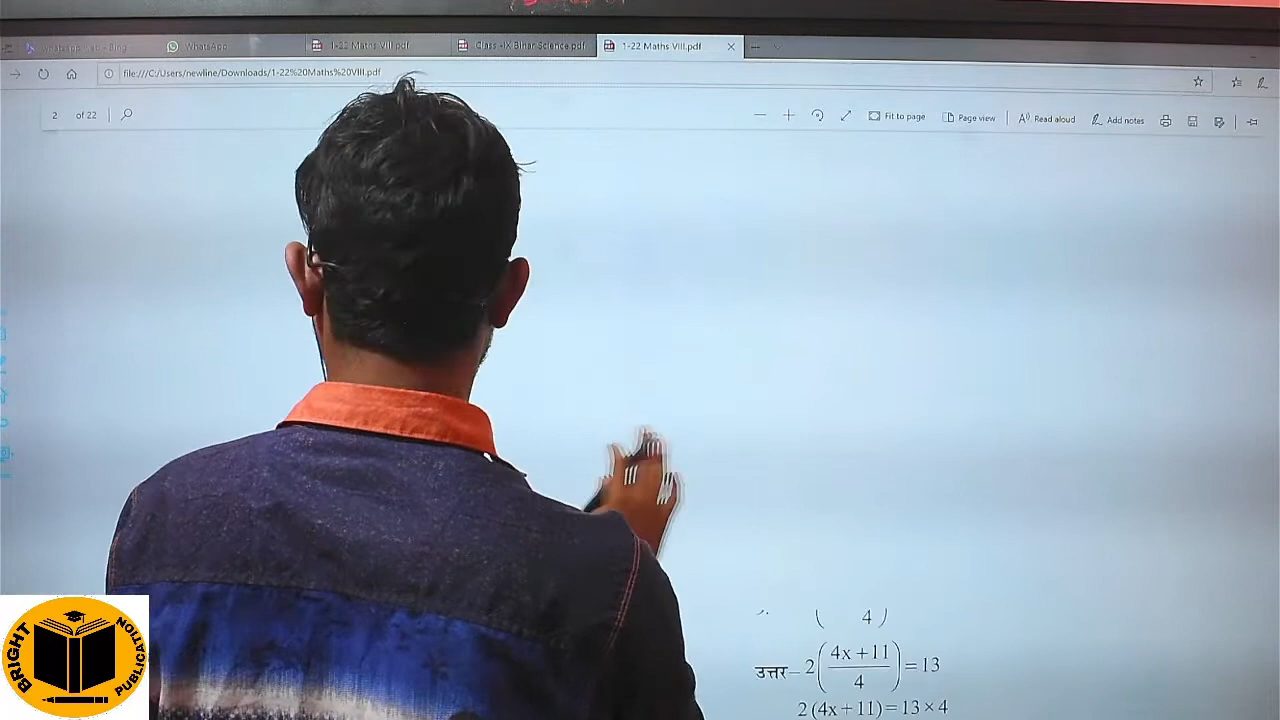 WhatsApp
1-22 Maths VIII.pdf
Class -IX Bihar Science.pdf
1-22 Maths VIII.pdf
file:///C:/Users/newline/Downloads/1-22%20Maths%20VIII.pdf
2 of 22
Fit to page
Page view
Read aloud
Add notes
( 4 )
उत्तर– 2(4x+11/4)=13
2(4x+11)=13×4
BRIGHT PUBLICATION